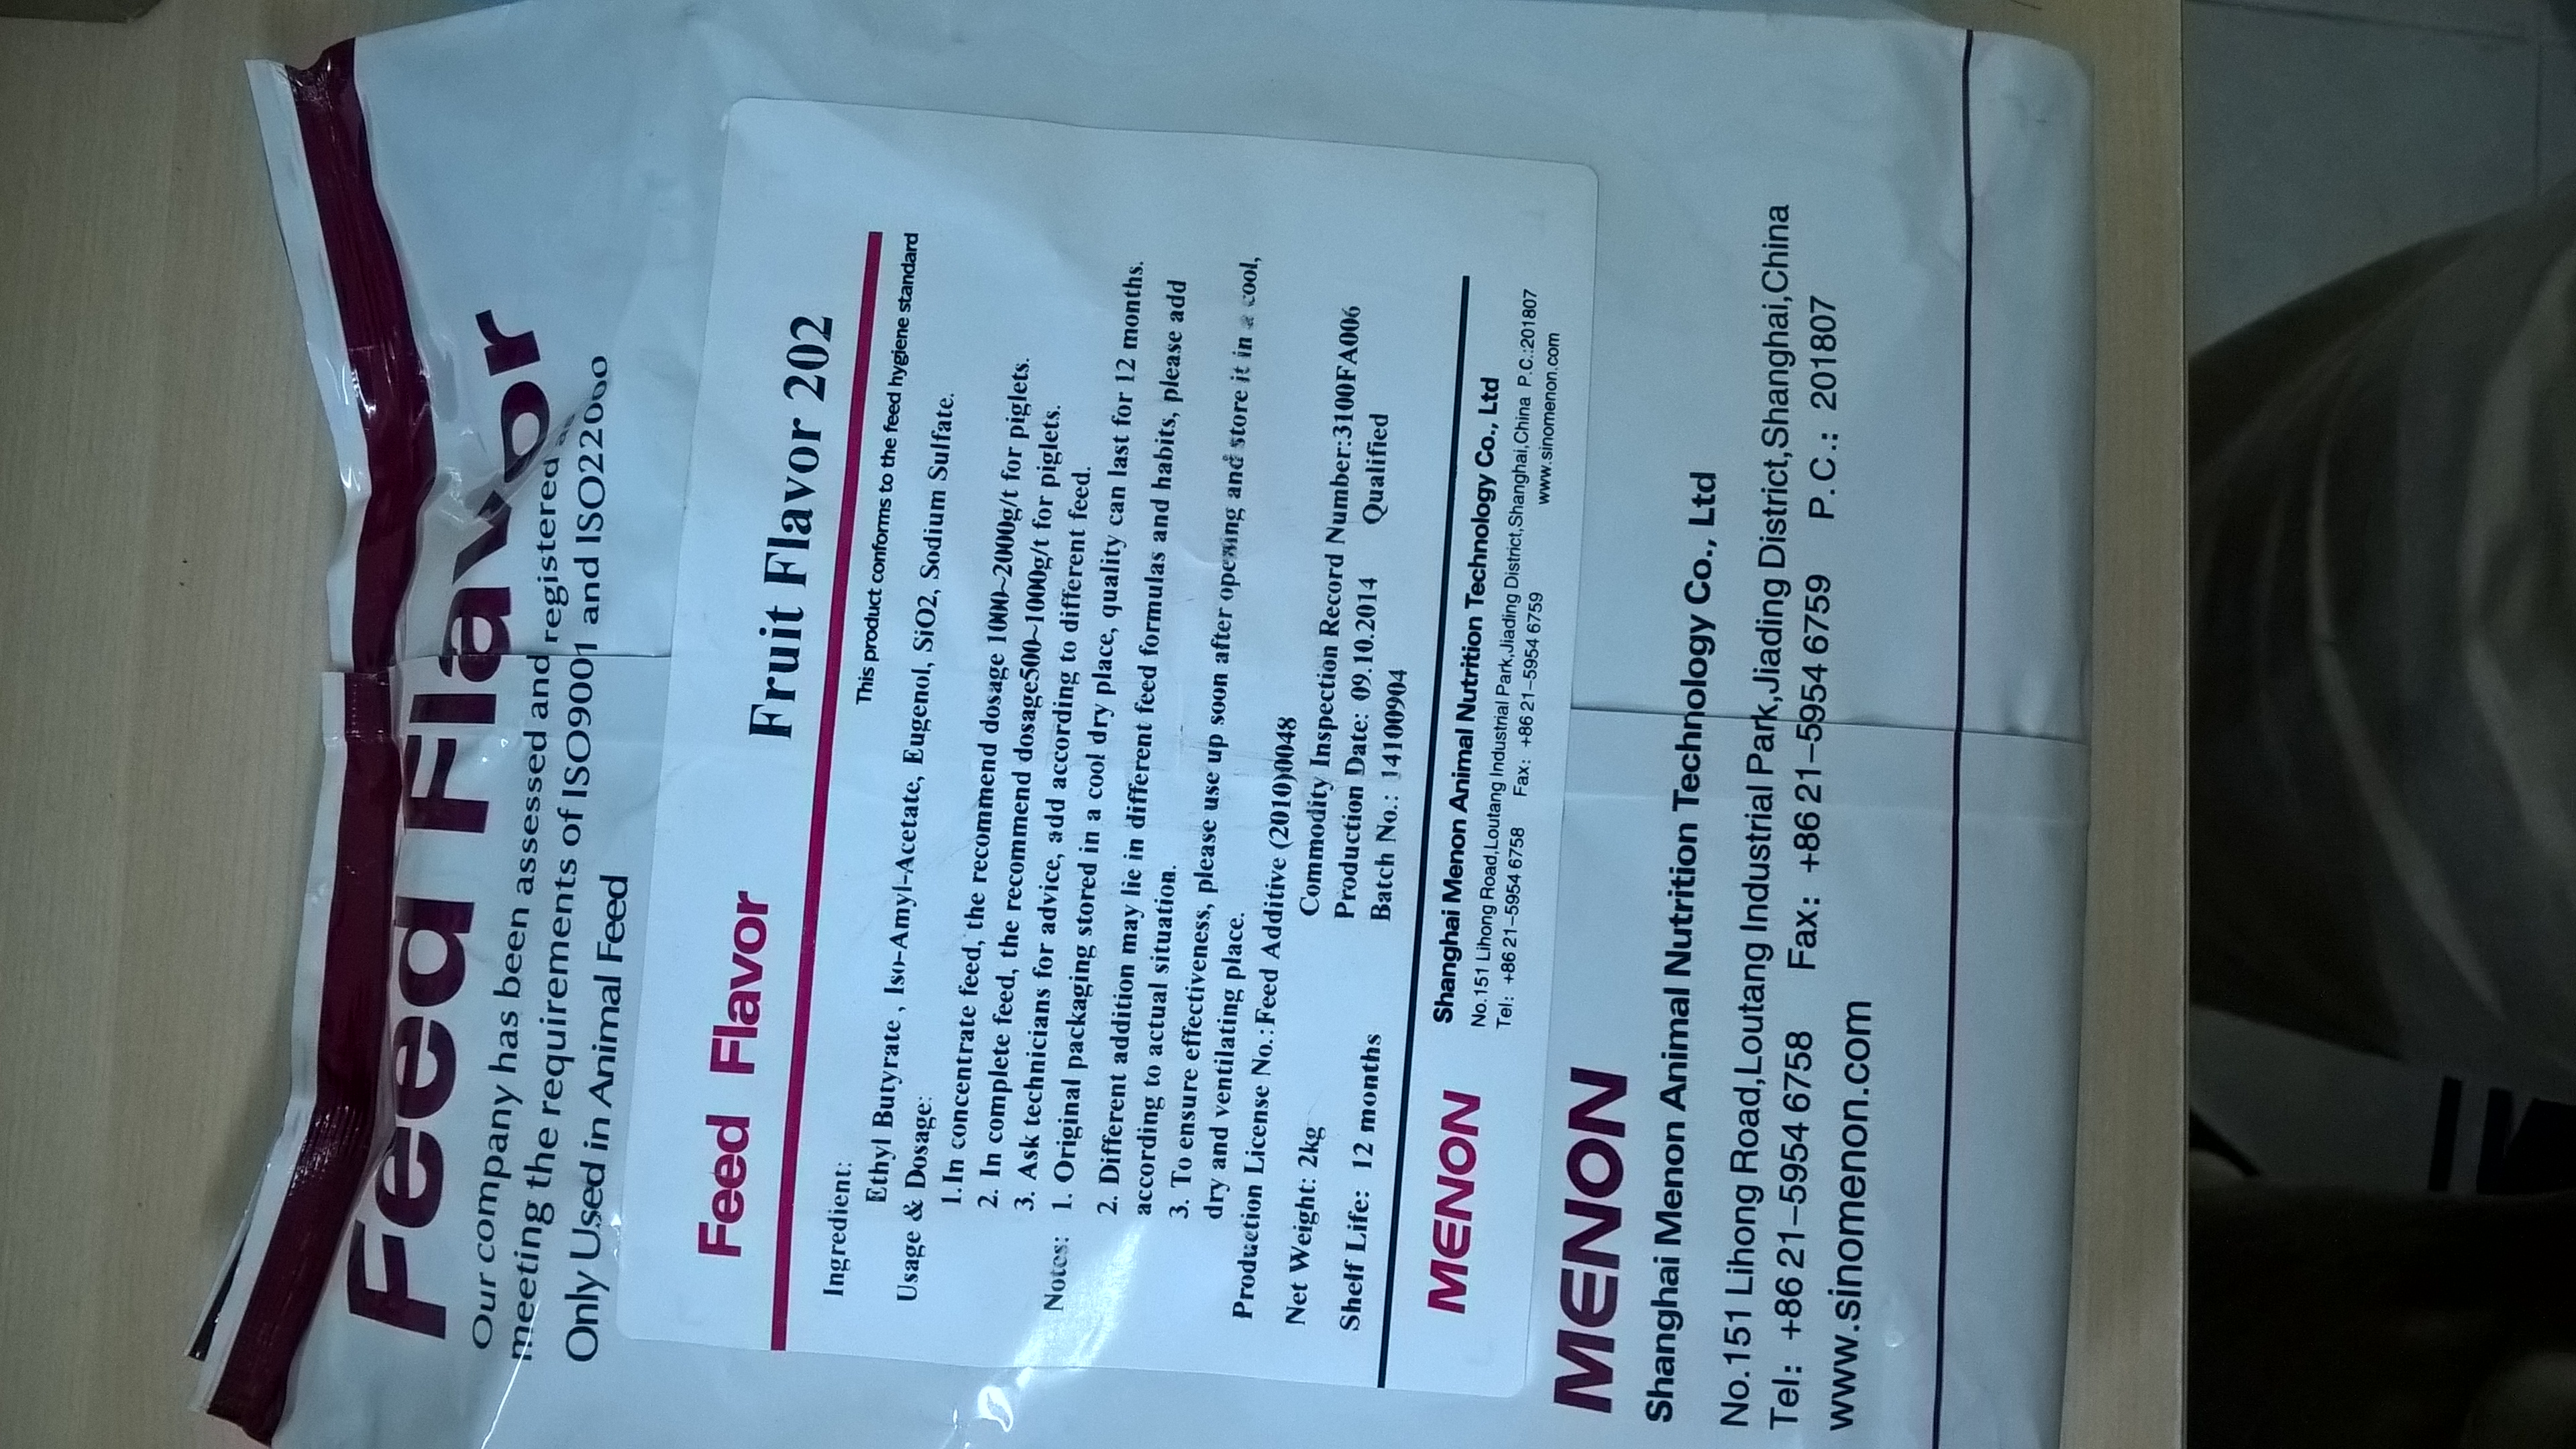 Feed Flavor
Our company has been assessed and registered as
meeting the requirements of ISO9001 and ISO22000
Only Used in Animal Feed
Feed Flavor
Fruit Flavor 202
This product conforms to the feed hygiene standard
Ingredient:
Ethyl Butyrate , Iso-Amyl-Acetate, Eugenol, SiO2, Sodium Sulfate.
Usage & Dosage:
1.In concentrate feed, the recommend dosage 1000~2000g/t for piglets.
2. In complete feed, the recommend dosage500~1000g/t for piglets.
3. Ask technicians for advice, add according to different feed.
Notes: 1. Original packaging stored in a cool dry place, quality can last for 12 months.
2. Different addition may lie in different feed formulas and habits, please add
according to actual situation.
3. To ensure effectiveness, please use up soon after opening and store it in a cool,
dry and ventilating place.
Production License No.:Feed Additive (2010)0048
Commodity Inspection Record Number:3100FA006
Net Weight: 2kg Production Date: 09.10.2014 Qualified
Shelf Life: 12 months Batch No.: 14100904
MENON Shanghai Menon Animal Nutrition Technology Co., Ltd
No.151 Lihong Road,Loutang Industrial Park,Jiading District,Shanghai,China P.C.:201807
Tel: +86 21-5954 6758 Fax: +86 21-5954 6759 www.sinomenon.com
MENON
Shanghai Menon Animal Nutrition Technology Co., Ltd
No.151 Lihong Road,Loutang Industrial Park,Jiading District,Shanghai,China
Tel: +86 21-5954 6758 Fax: +86 21-5954 6759 P.C.: 201807
www.sinomenon.com